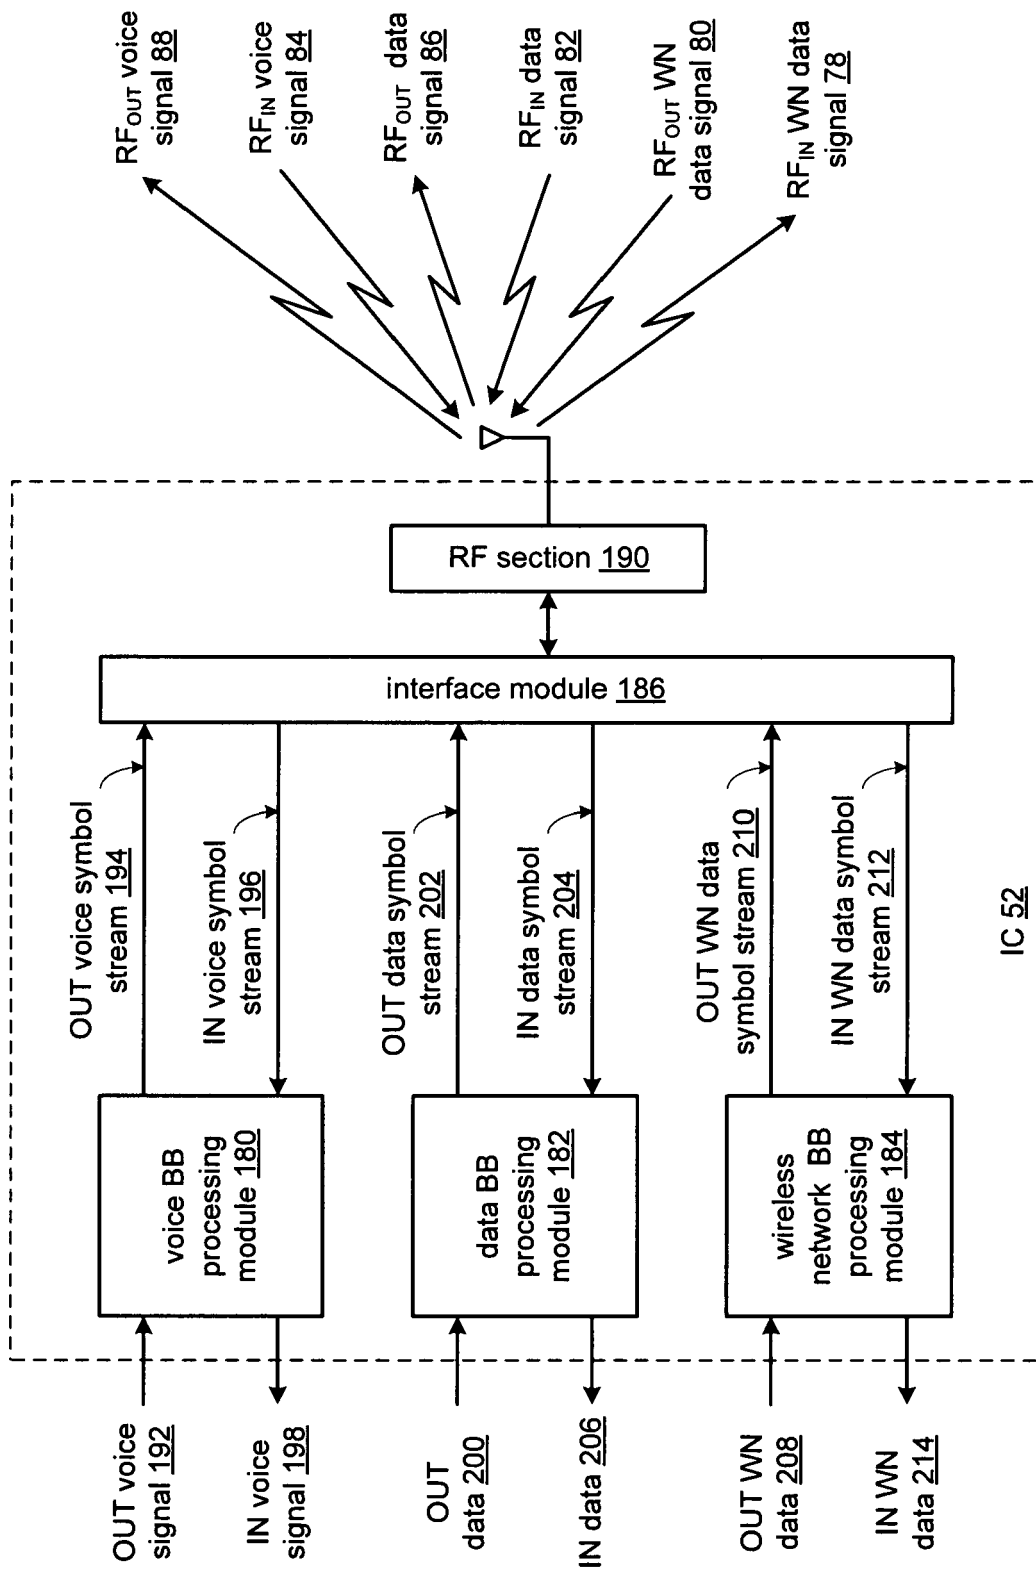 OUT voice
signal 192
IN voice
signal 198
OUT
data 200
IN data 206
OUT WN
data 208
IN WN
data 214
voice BB
processing
module 180
data BB
processing
module 182
wireless
network BB
processing
module 184
OUT voice symbol
stream 194
IN voice symbol
stream 196
OUT data symbol
stream 202
IN data symbol
stream 204
OUT WN data
symbol stream 210
IN WN data symbol
stream 212
interface module 186
RF section 190
IC 52
RFOUT voice
signal 88
RFIN voice
signal 84
RFOUT data
signal 86
RFIN data
signal 82
RFOUT WN
data signal 80
RFIN WN data
signal 78